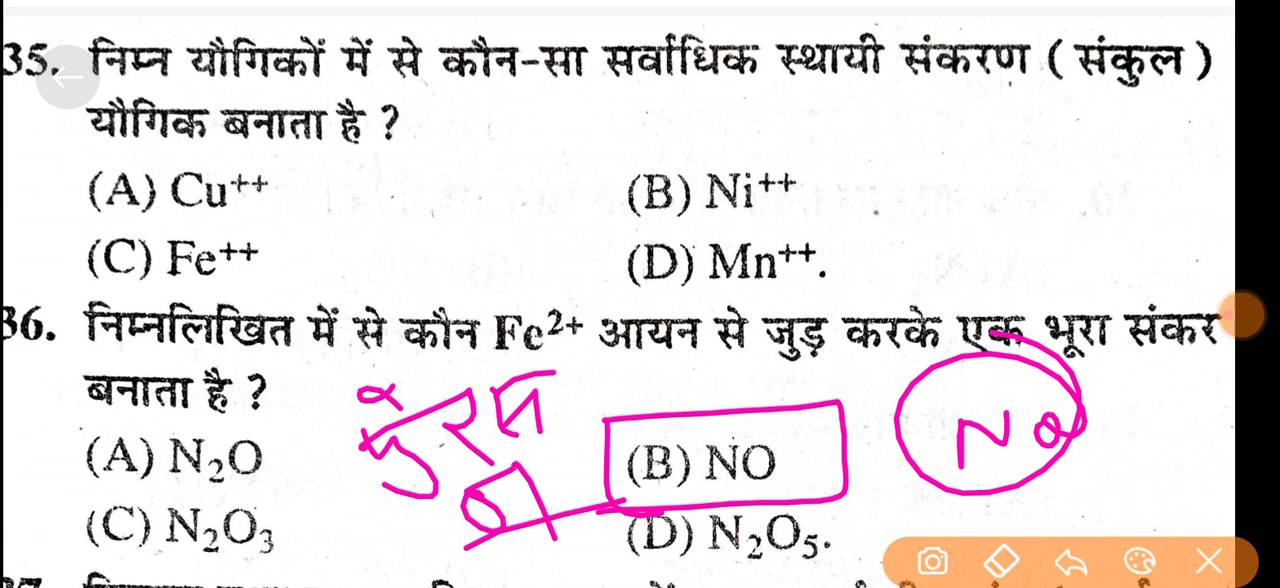 35. निम्न यौगिकों में से कौन-सा सर्वाधिक स्थायी संकरण ( संकुल )
यौगिक बनाता है ?
(A) Cu⁺⁺ (B) Ni⁺⁺
(C) Fe⁺⁺ (D) Mn⁺⁺.
36. निम्नलिखित में से कौन Fe²⁺ आयन से जुड़ करके एक भूरा संकर
बनाता है ?
(A) N₂O (B) NO
NO
(C) N₂O₃ (D) N₂O₅.